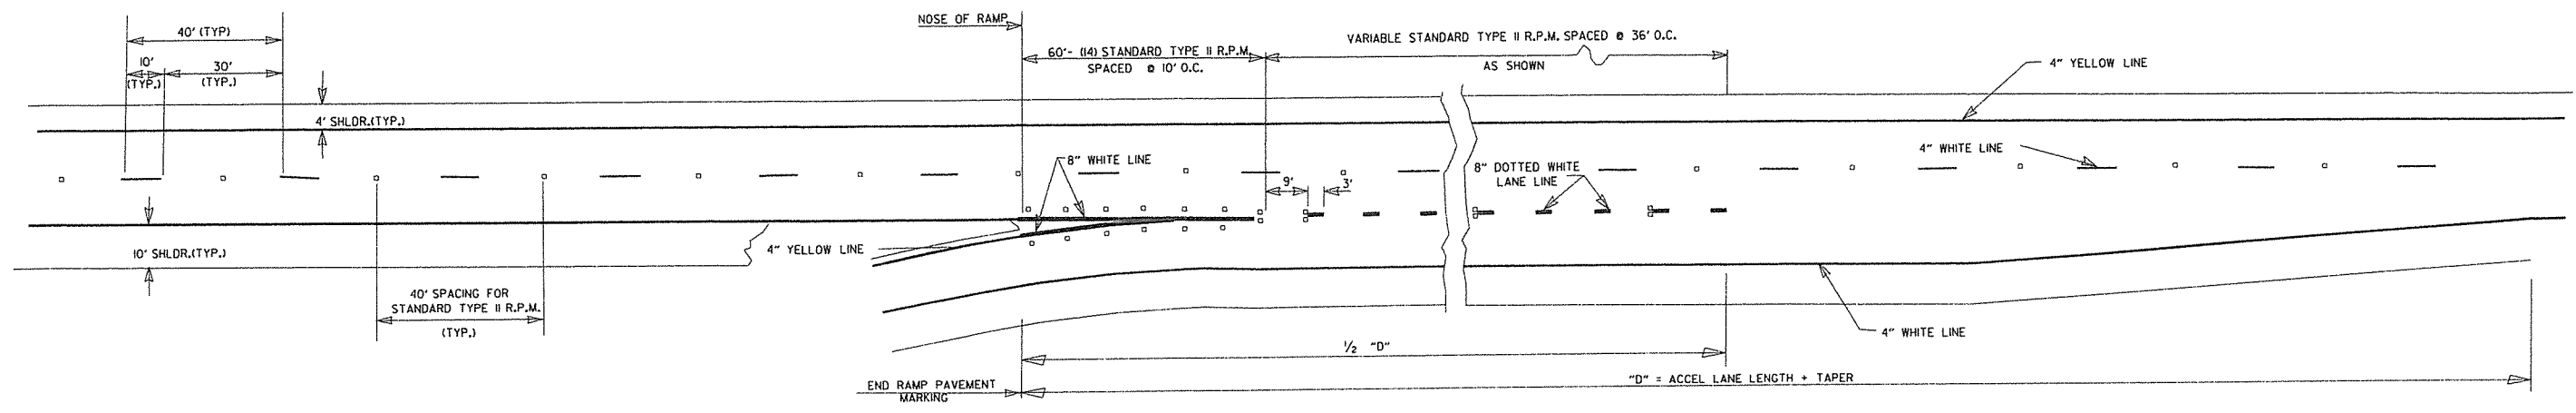 NOSE OF RAMP
40' (TYP)
10'
(TYP.)
30'
(TYP.)
60'- (14) STANDARD TYPE II R.P.M.
SPACED @ 10' O.C.
VARIABLE STANDARD TYPE II R.P.M. SPACED @ 36' O.C.
AS SHOWN
4" YELLOW LINE
4' SHLDR.(TYP.)
8" WHITE LINE
8" DOTTED WHITE
LANE LINE
4" WHITE LINE
9'
3'
4" YELLOW LINE
10' SHLDR.(TYP.)
40' SPACING FOR
STANDARD TYPE II R.P.M.
(TYP.)
4" WHITE LINE
1/2 "D"
END RAMP PAVEMENT
MARKING
"D" = ACCEL LANE LENGTH + TAPER